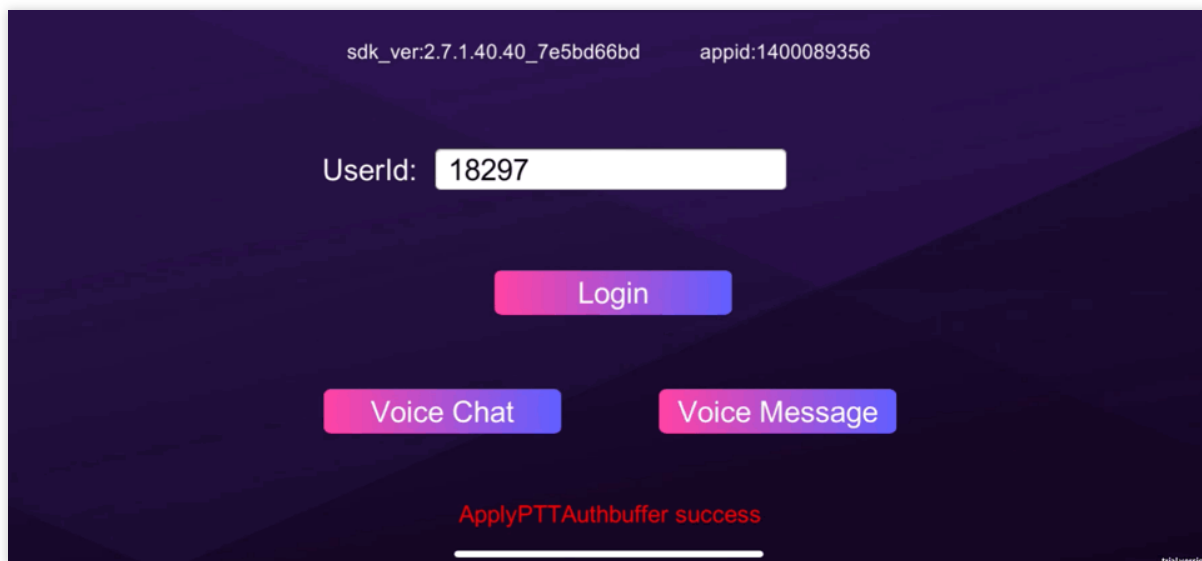 sdk_ver:2.7.1.40.40_7e5bd66bd appid:1400089356
UserId: 18297
Login
Voice Chat Voice Message
ApplyPTTAuthbuffer success